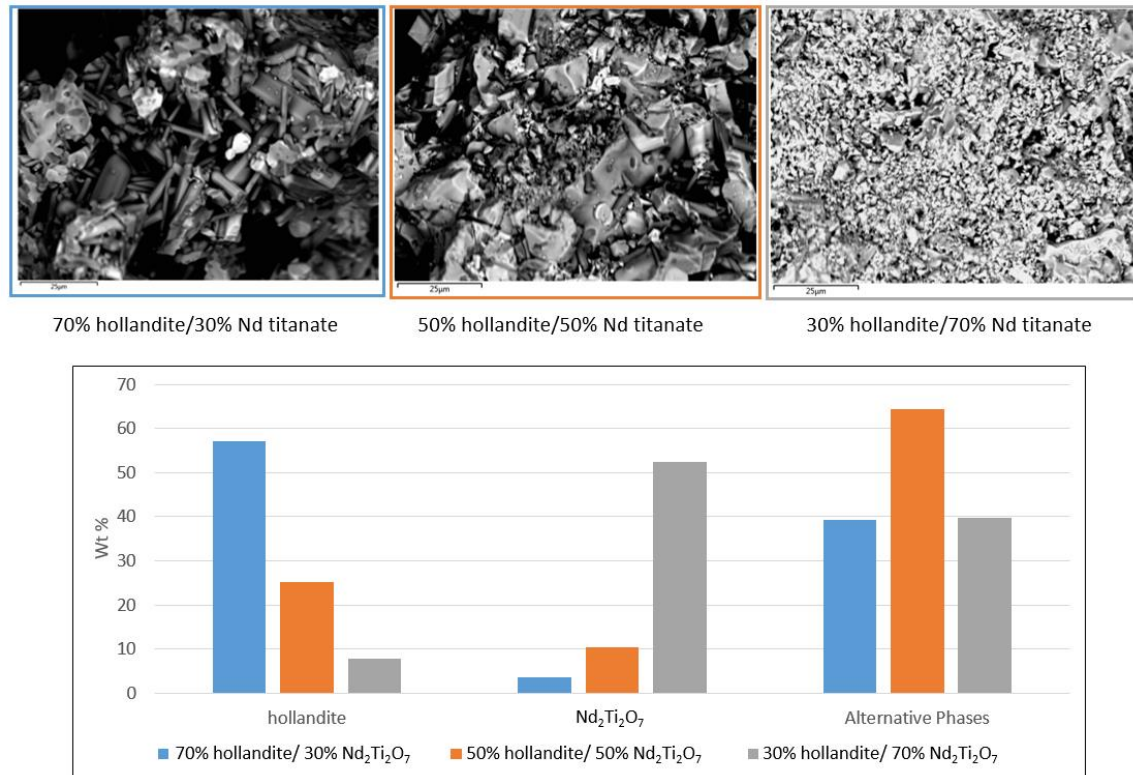 25μm
25μm
25μm
70% hollandite/30% Nd titanate
50% hollandite/50% Nd titanate
30% hollandite/70% Nd titanate
70
60
50
40
30
20
10
0
Wt %
hollandite
Nd₂Ti₂O₇
Alternative Phases
70% hollandite/ 30% Nd₂Ti₂O₇
50% hollandite/ 50% Nd₂Ti₂O₇
30% hollandite/ 70% Nd₂Ti₂O₇